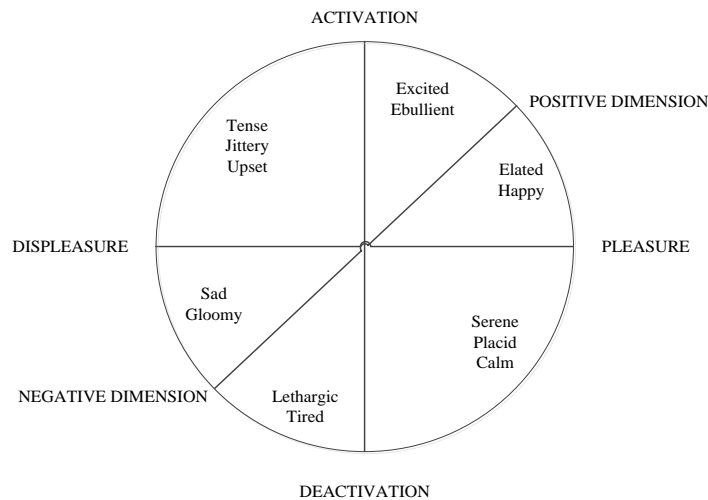 ACTIVATION
Excited
Ebullient
POSITIVE DIMENSION
Tense
Jittery
Upset
Elated
Happy
DISPLEASURE
PLEASURE
Sad
Gloomy
Serene
Placid
Calm
NEGATIVE DIMENSION
Lethargic
Tired
DEACTIVATION